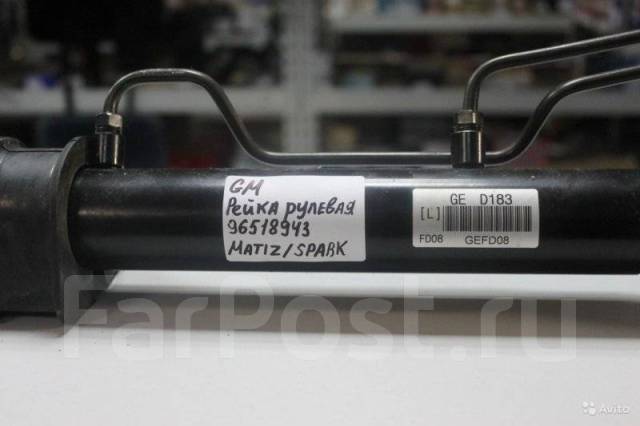 GM
Рейка рулевая
96518943
MATIZ/SPARK
GE D183
[L]
FD08 GEFD08
FarPost.ru
Avito